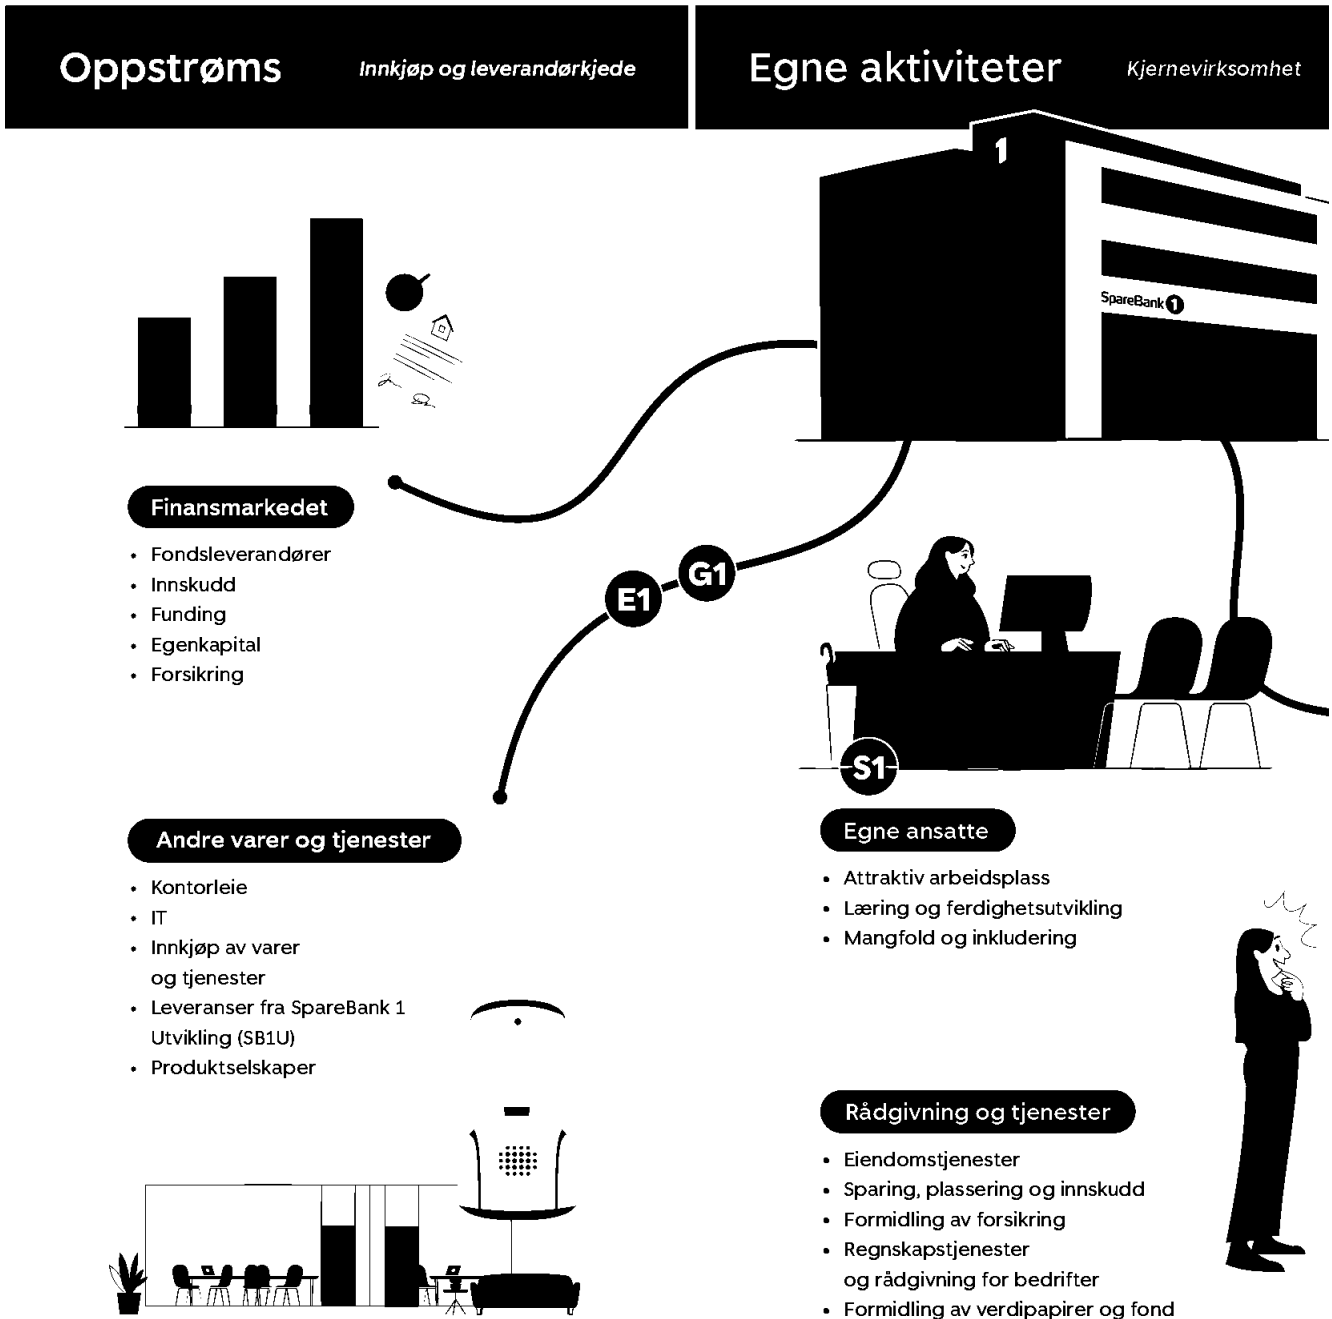 Oppstrøms
Innkjøp og leverandørkjede
Egne aktiviteter
Kjernevirksomhet
1
SpareBank 1
Finansmarkedet
• Fondsleverandører
• Innskudd
• Funding
• Egenkapital
• Forsikring
E1
G1
S1
Andre varer og tjenester
• Kontorleie
• IT
• Innkjøp av varer
og tjenester
• Leveranser fra SpareBank 1
Utvikling (SB1U)
• Produktselskaper
Egne ansatte
• Attraktiv arbeidsplass
• Læring og ferdighetsutvikling
• Mangfold og inkludering
Rådgivning og tjenester
• Eiendomstjenester
• Sparing, plassering og innskudd
• Formidling av forsikring
• Regnskapstjenester
og rådgivning for bedrifter
• Formidling av verdipapirer og fond